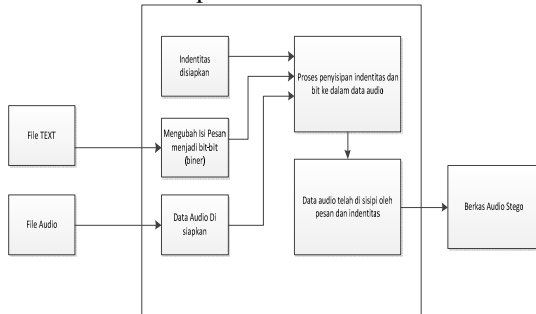 Indentitas
disiapkan
Proses penyisipan indentitas dan
bit ke dalam data audio
File TEXT
Mengubah Isi Pesan
menjadi bit-bit
(biner)
File Audio
Data Audio Di
siapkan
Data audio telah di sisipi oleh
pesan dan indentitas
Berkas Audio Stego